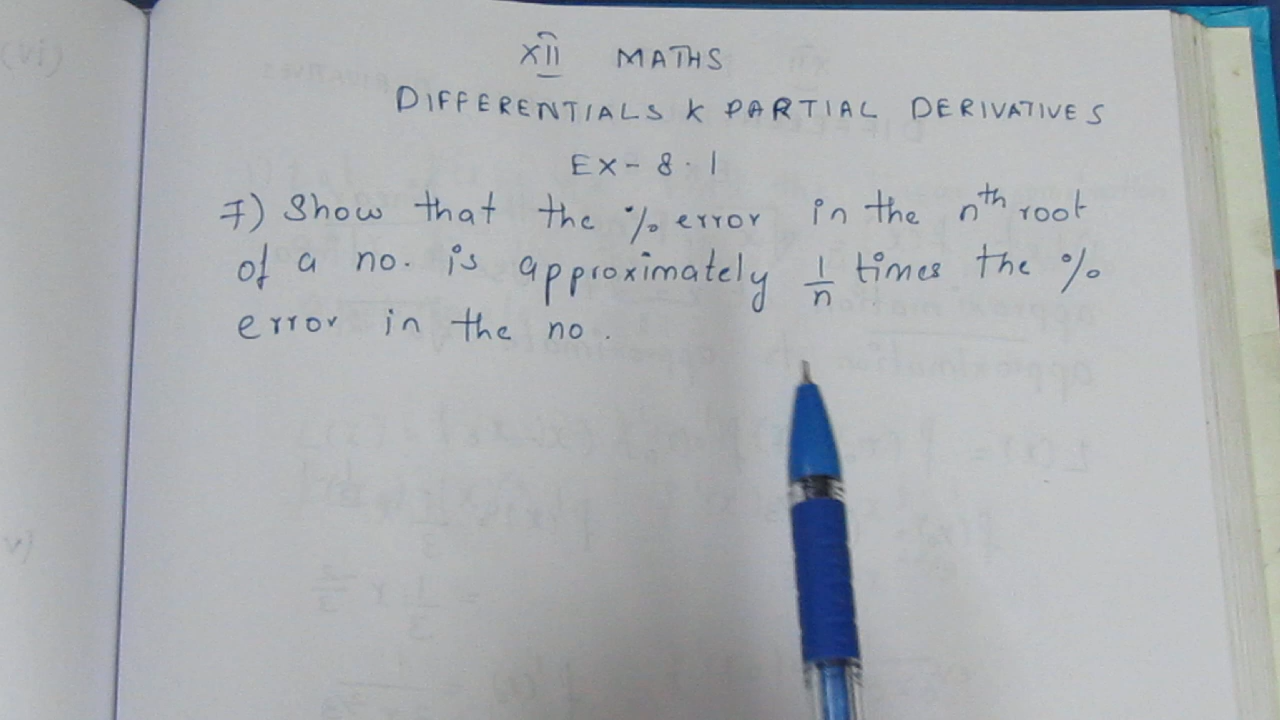 XII MATHS
DIFFERENTIALS & PARTIAL DERIVATIVES
EX - 8.1
7) Show that the % error in the nth root
of a no. is approximately 1/n times the %
error in the no.
(vi)
v)